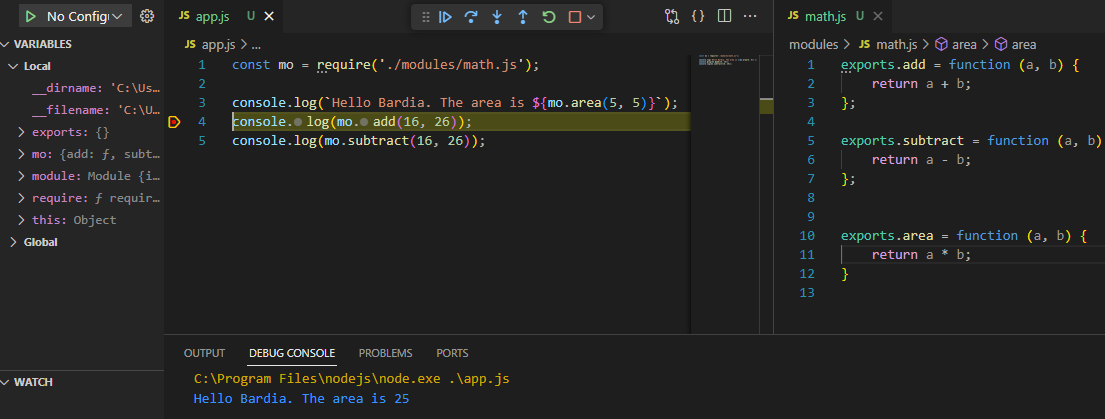 No Configu
VARIABLES
Local
__dirname: 'C:\Us…
__filename: 'C:\U…
exports: {}
mo: {add: ƒ, subt…
module: Module {i…
require: ƒ requir…
this: Object
Global
WATCH
JS app.js U
JS app.js > ...
1 const mo = require('./modules/math.js');
2
3 console.log(`Hello Bardia. The area is ${mo.area(5, 5)}`);
4 console. log(mo. add(16, 26));
5 console.log(mo.subtract(16, 26));
JS math.js U
modules > JS math.js > area > area
1 exports.add = function (a, b) {
2 return a + b;
3 };
4
5 exports.subtract = function (a, b)
6 return a - b;
7 };
8
9
10 exports.area = function (a, b) {
11 return a * b;
12 }
13
OUTPUT DEBUG CONSOLE PROBLEMS PORTS
C:\Program Files\nodejs\node.exe .\app.js
Hello Bardia. The area is 25